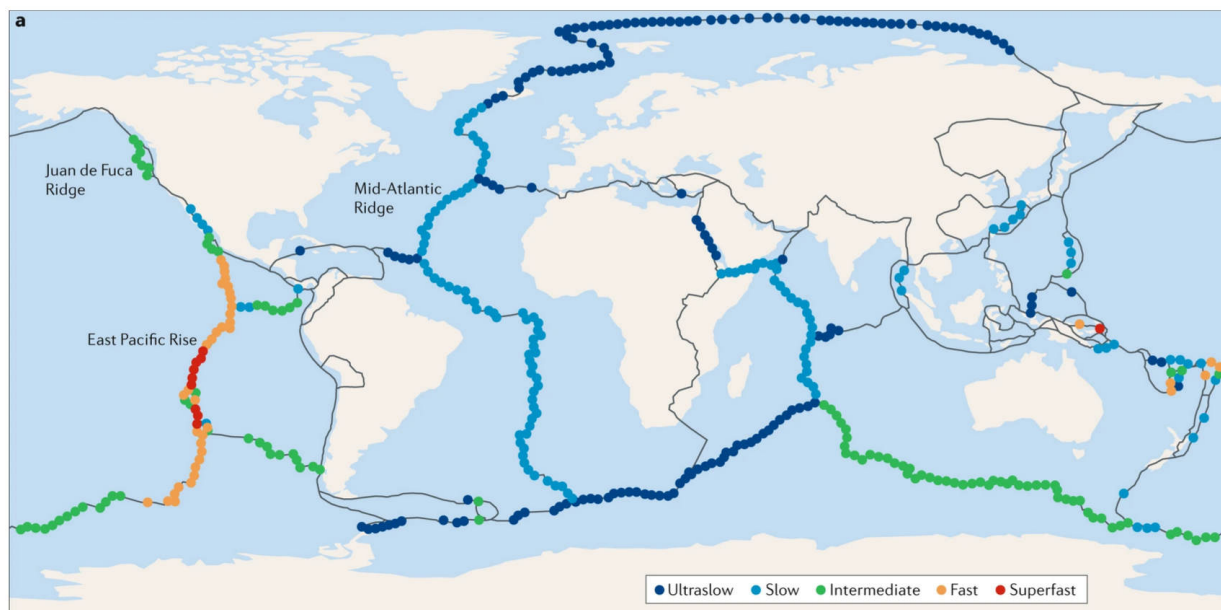 a
Juan de Fuca
Ridge
Mid-Atlantic
Ridge
East Pacific Rise
Ultraslow Slow Intermediate Fast Superfast